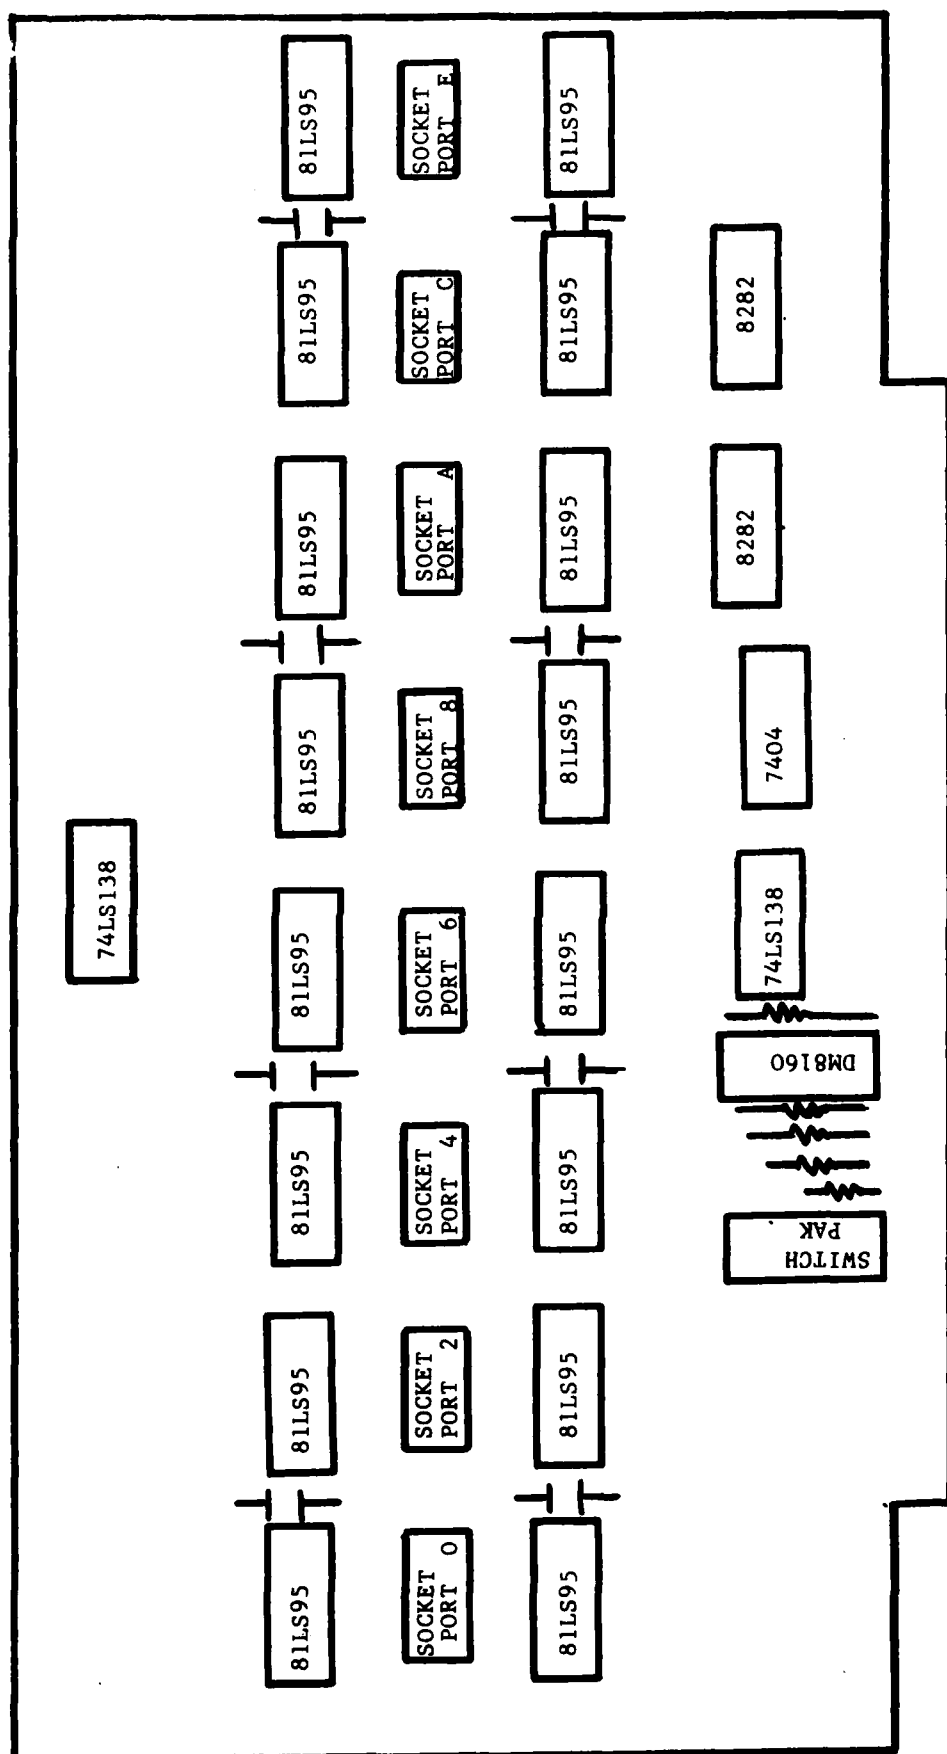 74LS138
81LS95
81LS95
81LS95
81LS95
81LS95
81LS95
81LS95
81LS95
SOCKET
PORT 0
SOCKET
PORT 2
SOCKET
PORT 4
SOCKET
PORT 6
SOCKET
PORT 8
SOCKET
PORT A
SOCKET
PORT C
SOCKET
PORT E
81LS95
81LS95
81LS95
81LS95
81LS95
81LS95
81LS95
81LS95
SWITCH
PAK
DM8160
74LS138
7404
8282
8282